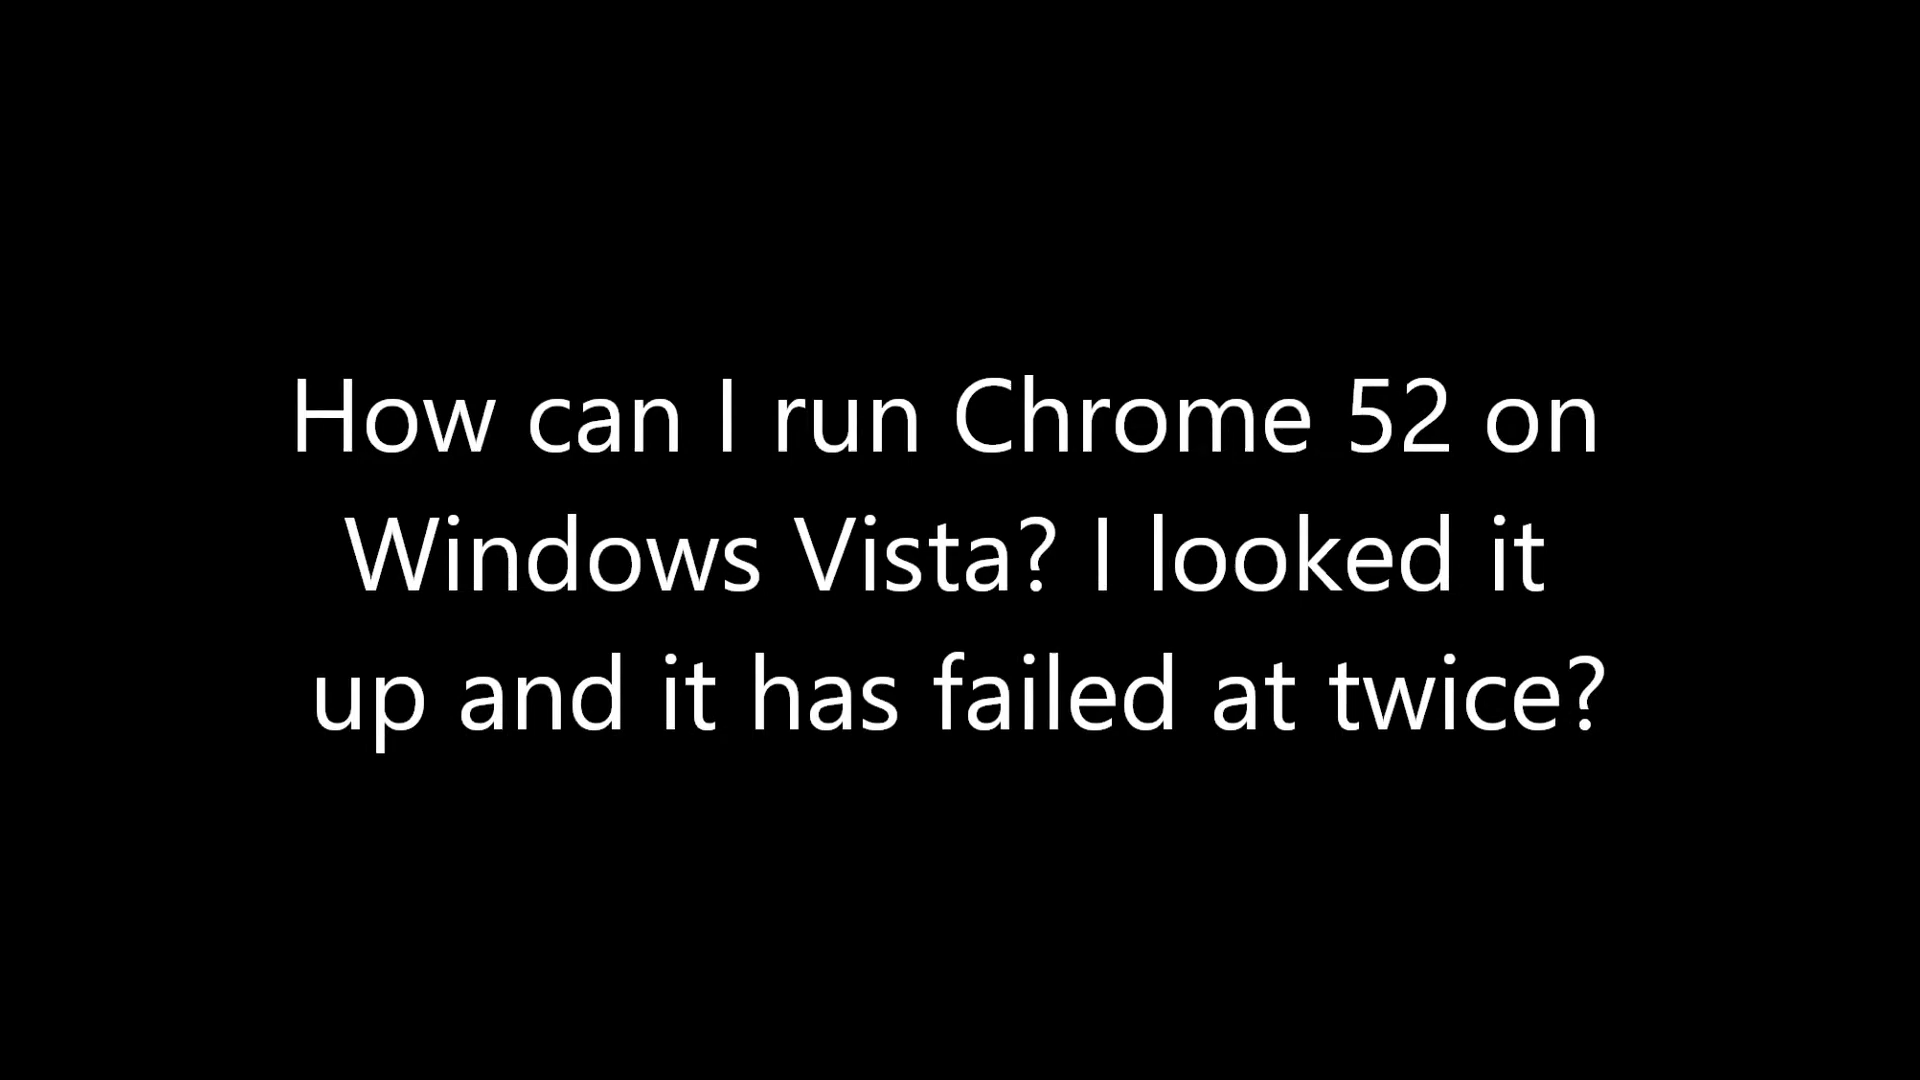 How can I run Chrome 52 on
Windows Vista? I looked it
up and it has failed at twice?